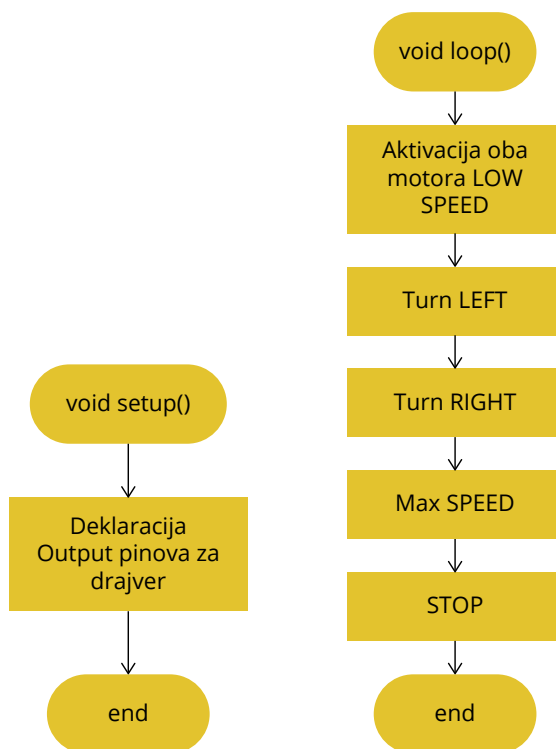 void setup()
Deklaracija
Output pinova za
drajver
end
void loop()
Aktivacija oba
motora LOW
SPEED
Turn LEFT
Turn RIGHT
Max SPEED
STOP
end